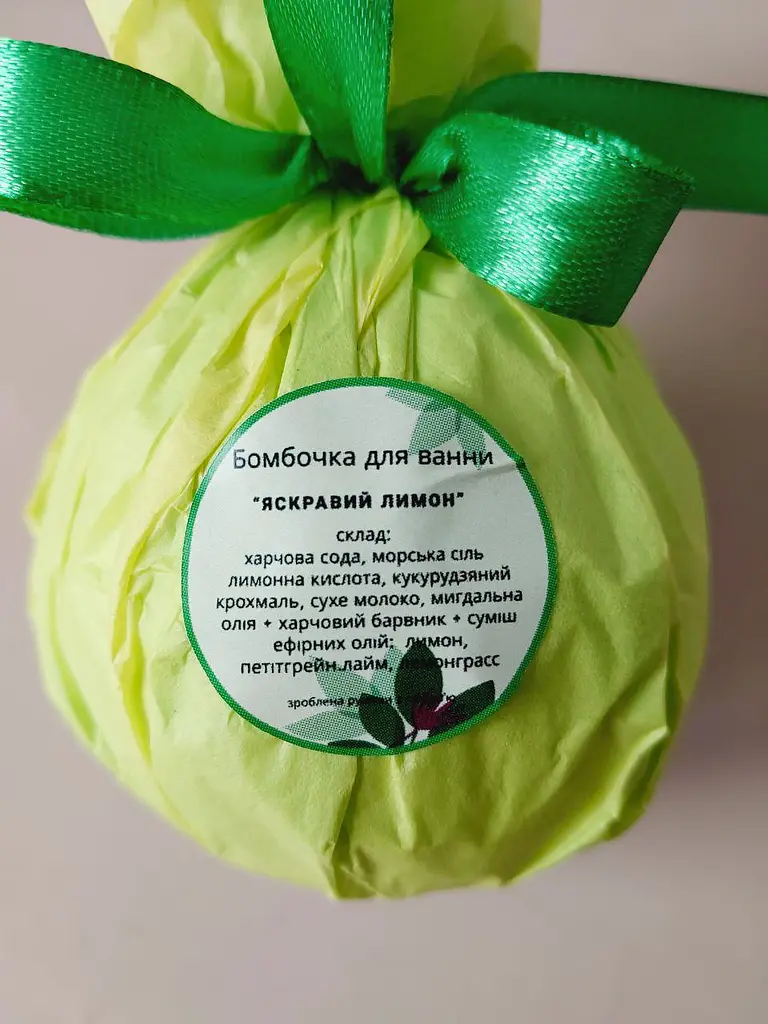 Бомбочка для ванни
"ЯСКРАВИЙ ЛИМОН"
склад:
харчова сода, морська сіль
лимонна кислота, кукурудзяний
крохмаль, сухе молоко, мигдальна
олія + харчовий барвник + суміш
ефірних олій: лимон,
петітгрейн.лайм, лемонграсс
зроблена